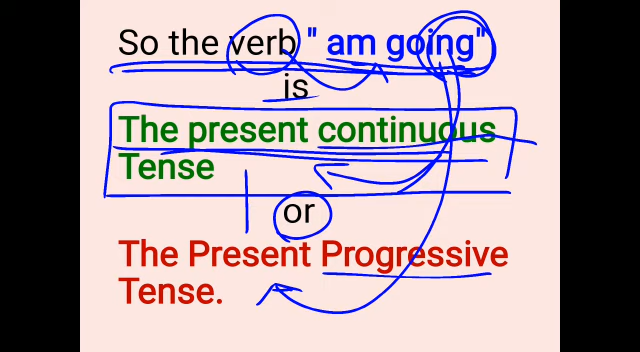 So the verb " am going"
is
The present continuous
Tense
or
The Present Progressive
Tense.